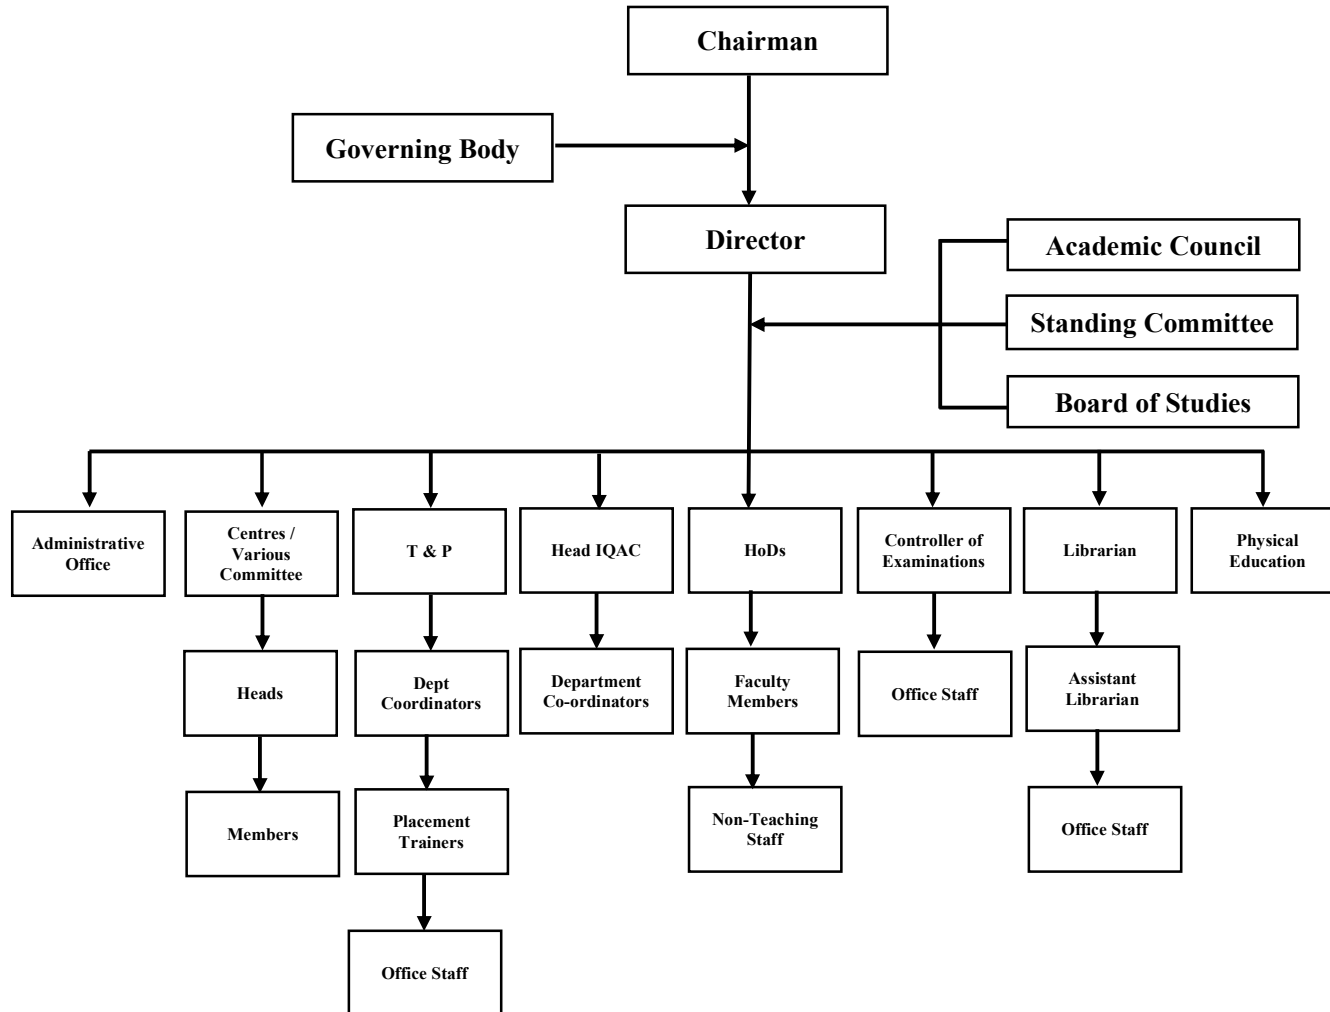 Chairman
Governing Body
Director
Academic Council
Standing Committee
Board of Studies
Administrative
Office
Centres /
Various
Committee
T & P
Head IQAC
HoDs
Controller of
Examinations
Librarian
Physical
Education
Heads
Dept
Coordinators
Department
Co-ordinators
Faculty
Members
Office Staff
Assistant
Librarian
Members
Placement
Trainers
Non-Teaching
Staff
Office Staff
Office Staff